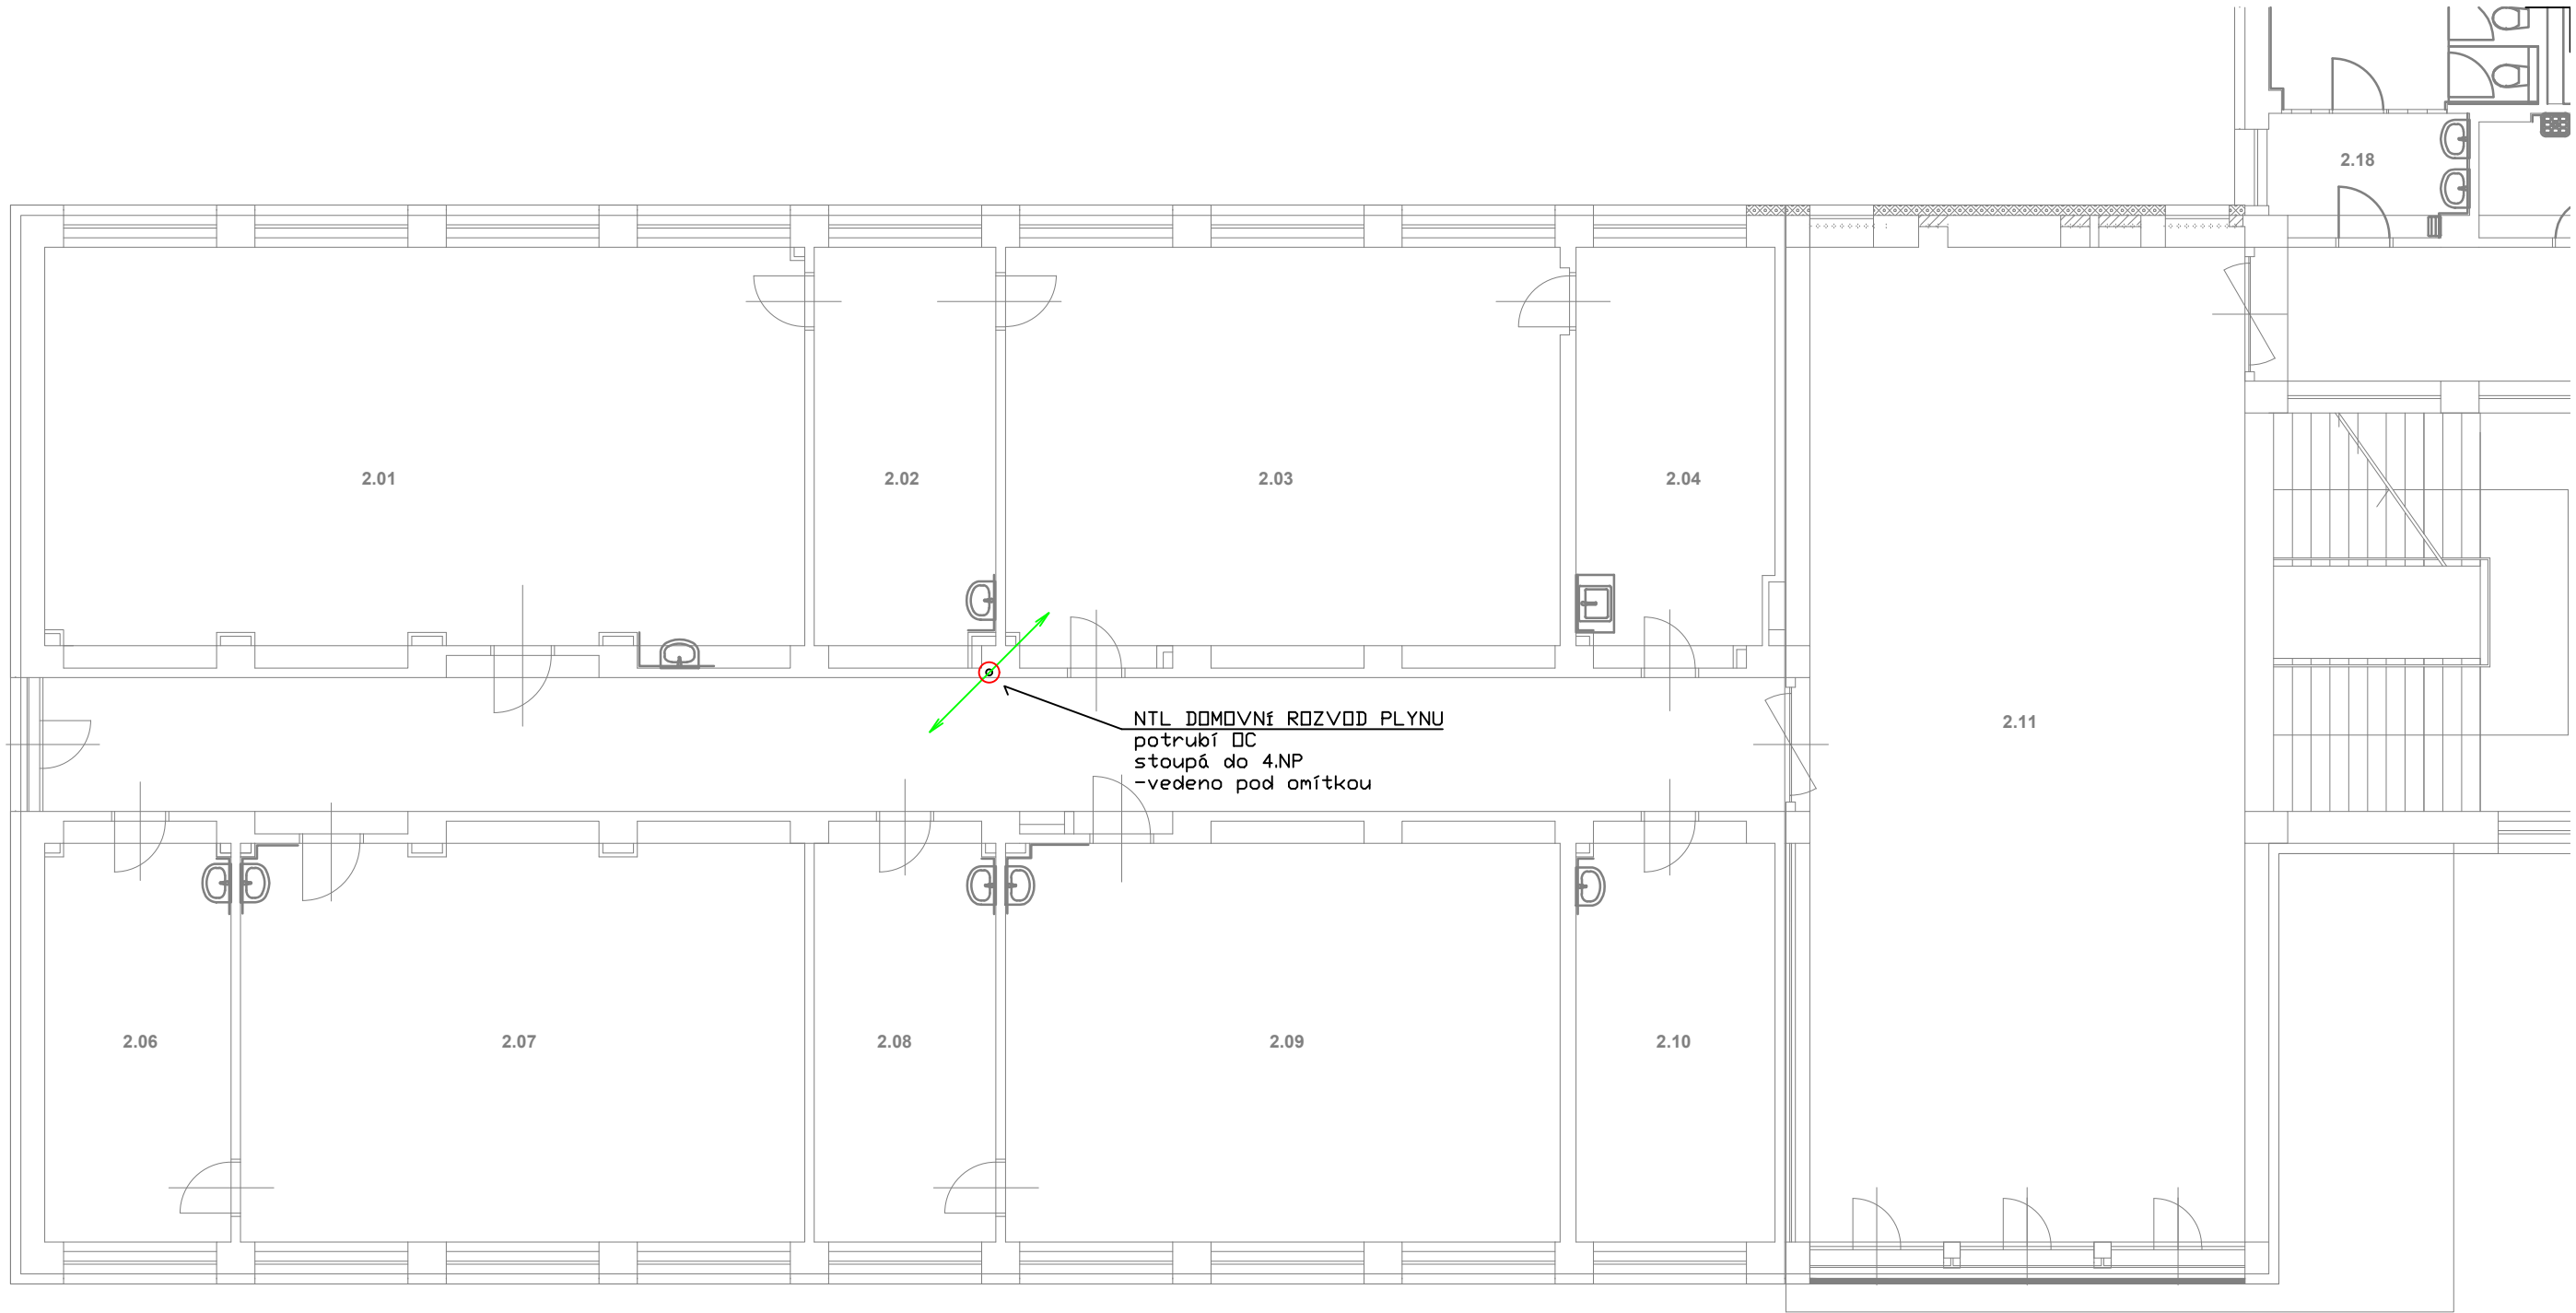 2.18
2.01
2.02
2.03
2.04
2.11
NTL DOMOVNÍ ROZVOD PLYNU
potrubí OC
stoupá do 4.NP
-vedeno pod omítkou
2.06
2.07
2.08
2.09
2.10